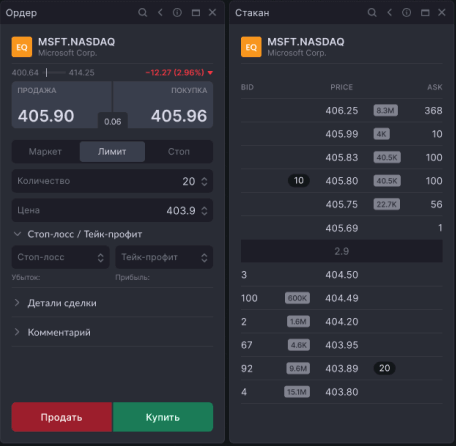 Ордер
EQ
MSFT.NASDAQ
Microsoft Corp.
400.64 414.25 −12.27 (2.96%)
ПРОДАЖА ПОКУПКА
405.90 0.06 405.96
Маркет Лимит Стоп
Количество 20
Цена 403.9
Стоп-лосс / Тейк-профит
Стоп-лосс Тейк-профит
Убыток: Прибыль:
Детали сделки
Комментарий
Продать Купить
Стакан
EQ
MSFT.NASDAQ
Microsoft Corp.
BID PRICE ASK
406.25 8.3M 368
405.99 4K 10
405.83 40.5K 100
10 405.80 40.5K 100
405.75 22.7K 56
405.69 1
2.9
3 404.50
100 600K 404.49
2 1.6M 404.20
67 4.6K 403.95
92 9.6M 403.89 20
4 15.1M 403.80